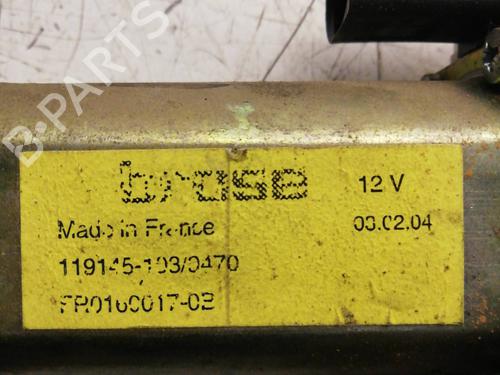 B-PARTS
brose
12 V
Made in France
03.02.04
119145-103/0470
FR0160017-02